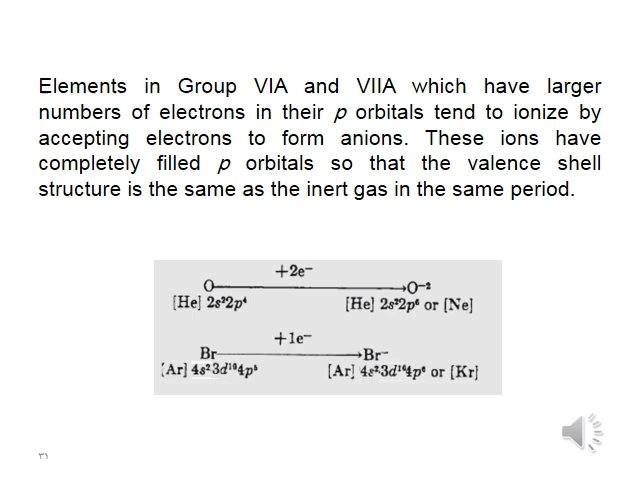 Elements in Group VIA and VIIA which have larger
numbers of electrons in their p orbitals tend to ionize by
accepting electrons to form anions. These ions have
completely filled p orbitals so that the valence shell
structure is the same as the inert gas in the same period.
+2e⁻
O → O⁻²
[He] 2s²2p⁴ [He] 2s²2p⁶ or [Ne]
+1e⁻
Br → Br⁻
[Ar] 4s²3d¹⁰4p⁵ [Ar] 4s²3d¹⁰4p⁶ or [Kr]
٣١